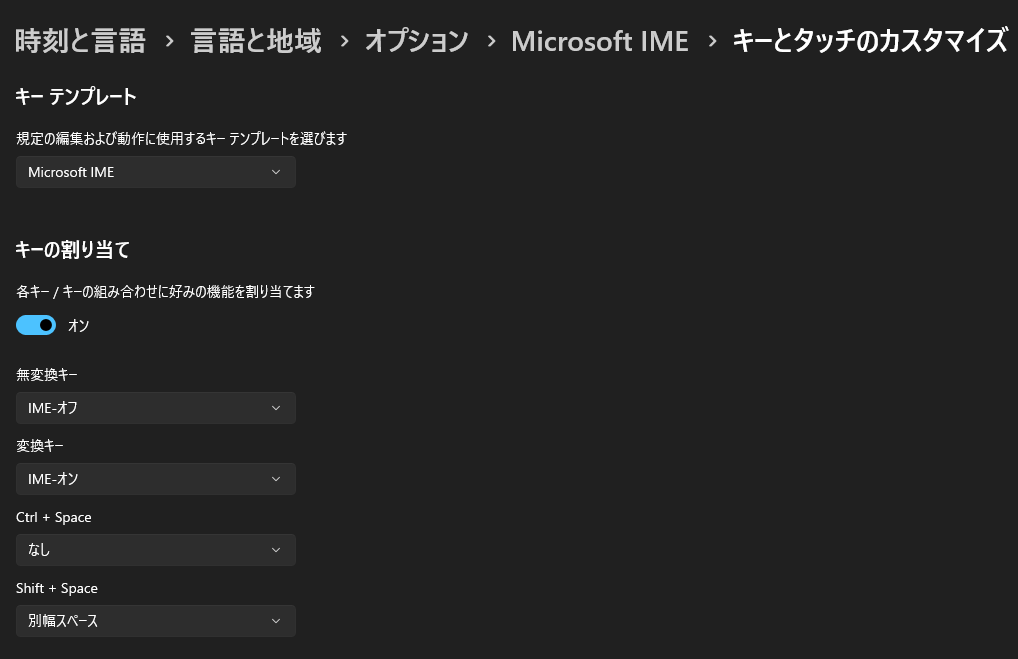 時刻と言語 › 言語と地域 › オプション › Microsoft IME › キーとタッチのカスタマイズ
キー テンプレート
規定の編集および動作に使用するキー テンプレートを選びます
Microsoft IME
キーの割り当て
各キー / キーの組み合わせに好みの機能を割り当てます
オン
無変換キー
IME-オフ
変換キー
IME-オン
Ctrl + Space
なし
Shift + Space
別幅スペース